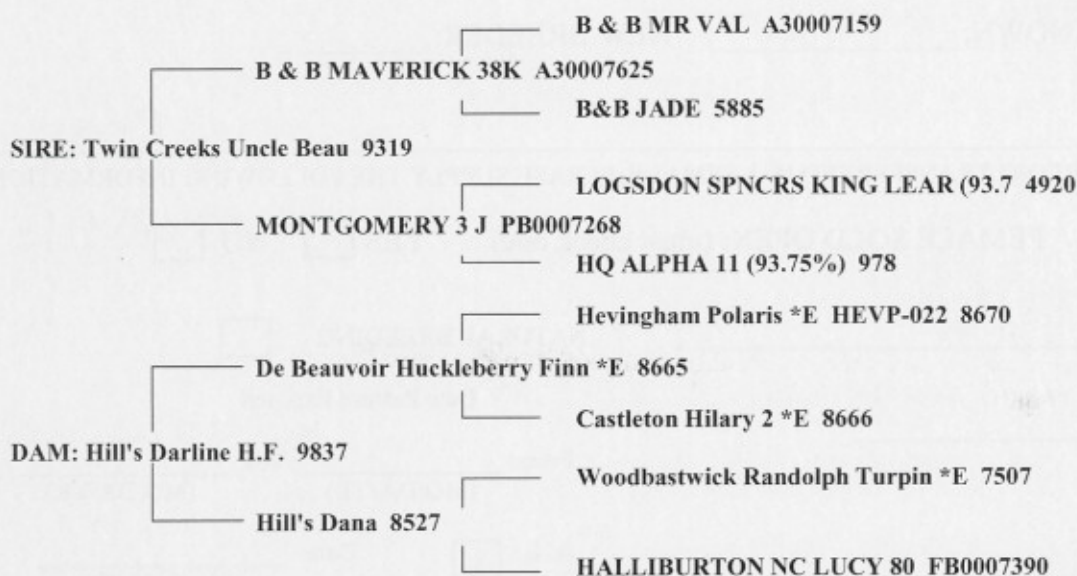 B & B MR VAL A30007159
B & B MAVERICK 38K A30007625
B&B JADE 5885
SIRE: Twin Creeks Uncle Beau 9319
LOGSDON SPNCRS KING LEAR (93.7 4920
MONTGOMERY 3 J PB0007268
HQ ALPHA 11 (93.75%) 978
Hevingham Polaris *E HEVP-022 8670
De Beauvoir Huckleberry Finn *E 8665
Castleton Hilary 2 *E 8666
DAM: Hill's Darline H.F. 9837
Woodbastwick Randolph Turpin *E 7507
Hill's Dana 8527
HALLIBURTON NC LUCY 80 FB0007390